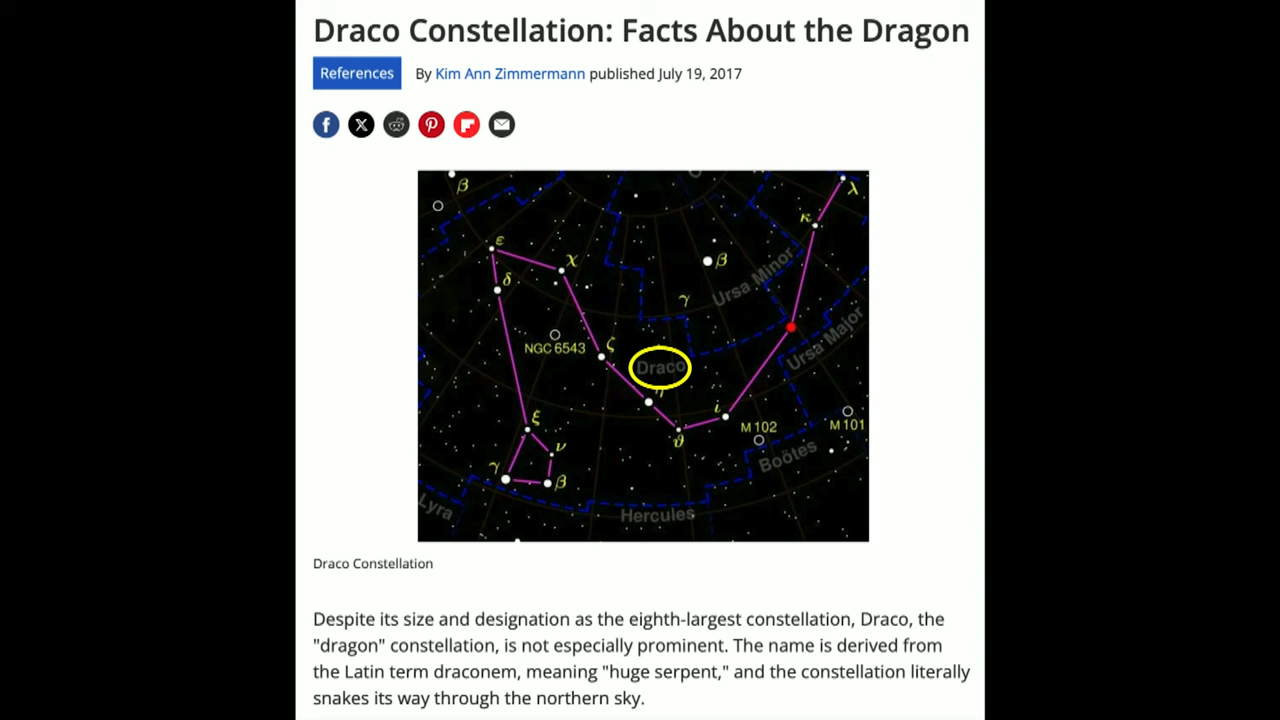 Draco Constellation: Facts About the Dragon
References
By Kim Ann Zimmermann published July 19, 2017
β
λ
κ
ε
χ
δ
β
Ursa Minor
γ
NGC 6543
ζ
Draco
Ursa Major
η
ι
ϑ
M 102
M 101
ξ
ν
Boötes
γ
β
Lyra
Hercules
Draco Constellation
Despite its size and designation as the eighth-largest constellation, Draco, the
"dragon" constellation, is not especially prominent. The name is derived from
the Latin term draconem, meaning "huge serpent," and the constellation literally
snakes its way through the northern sky.